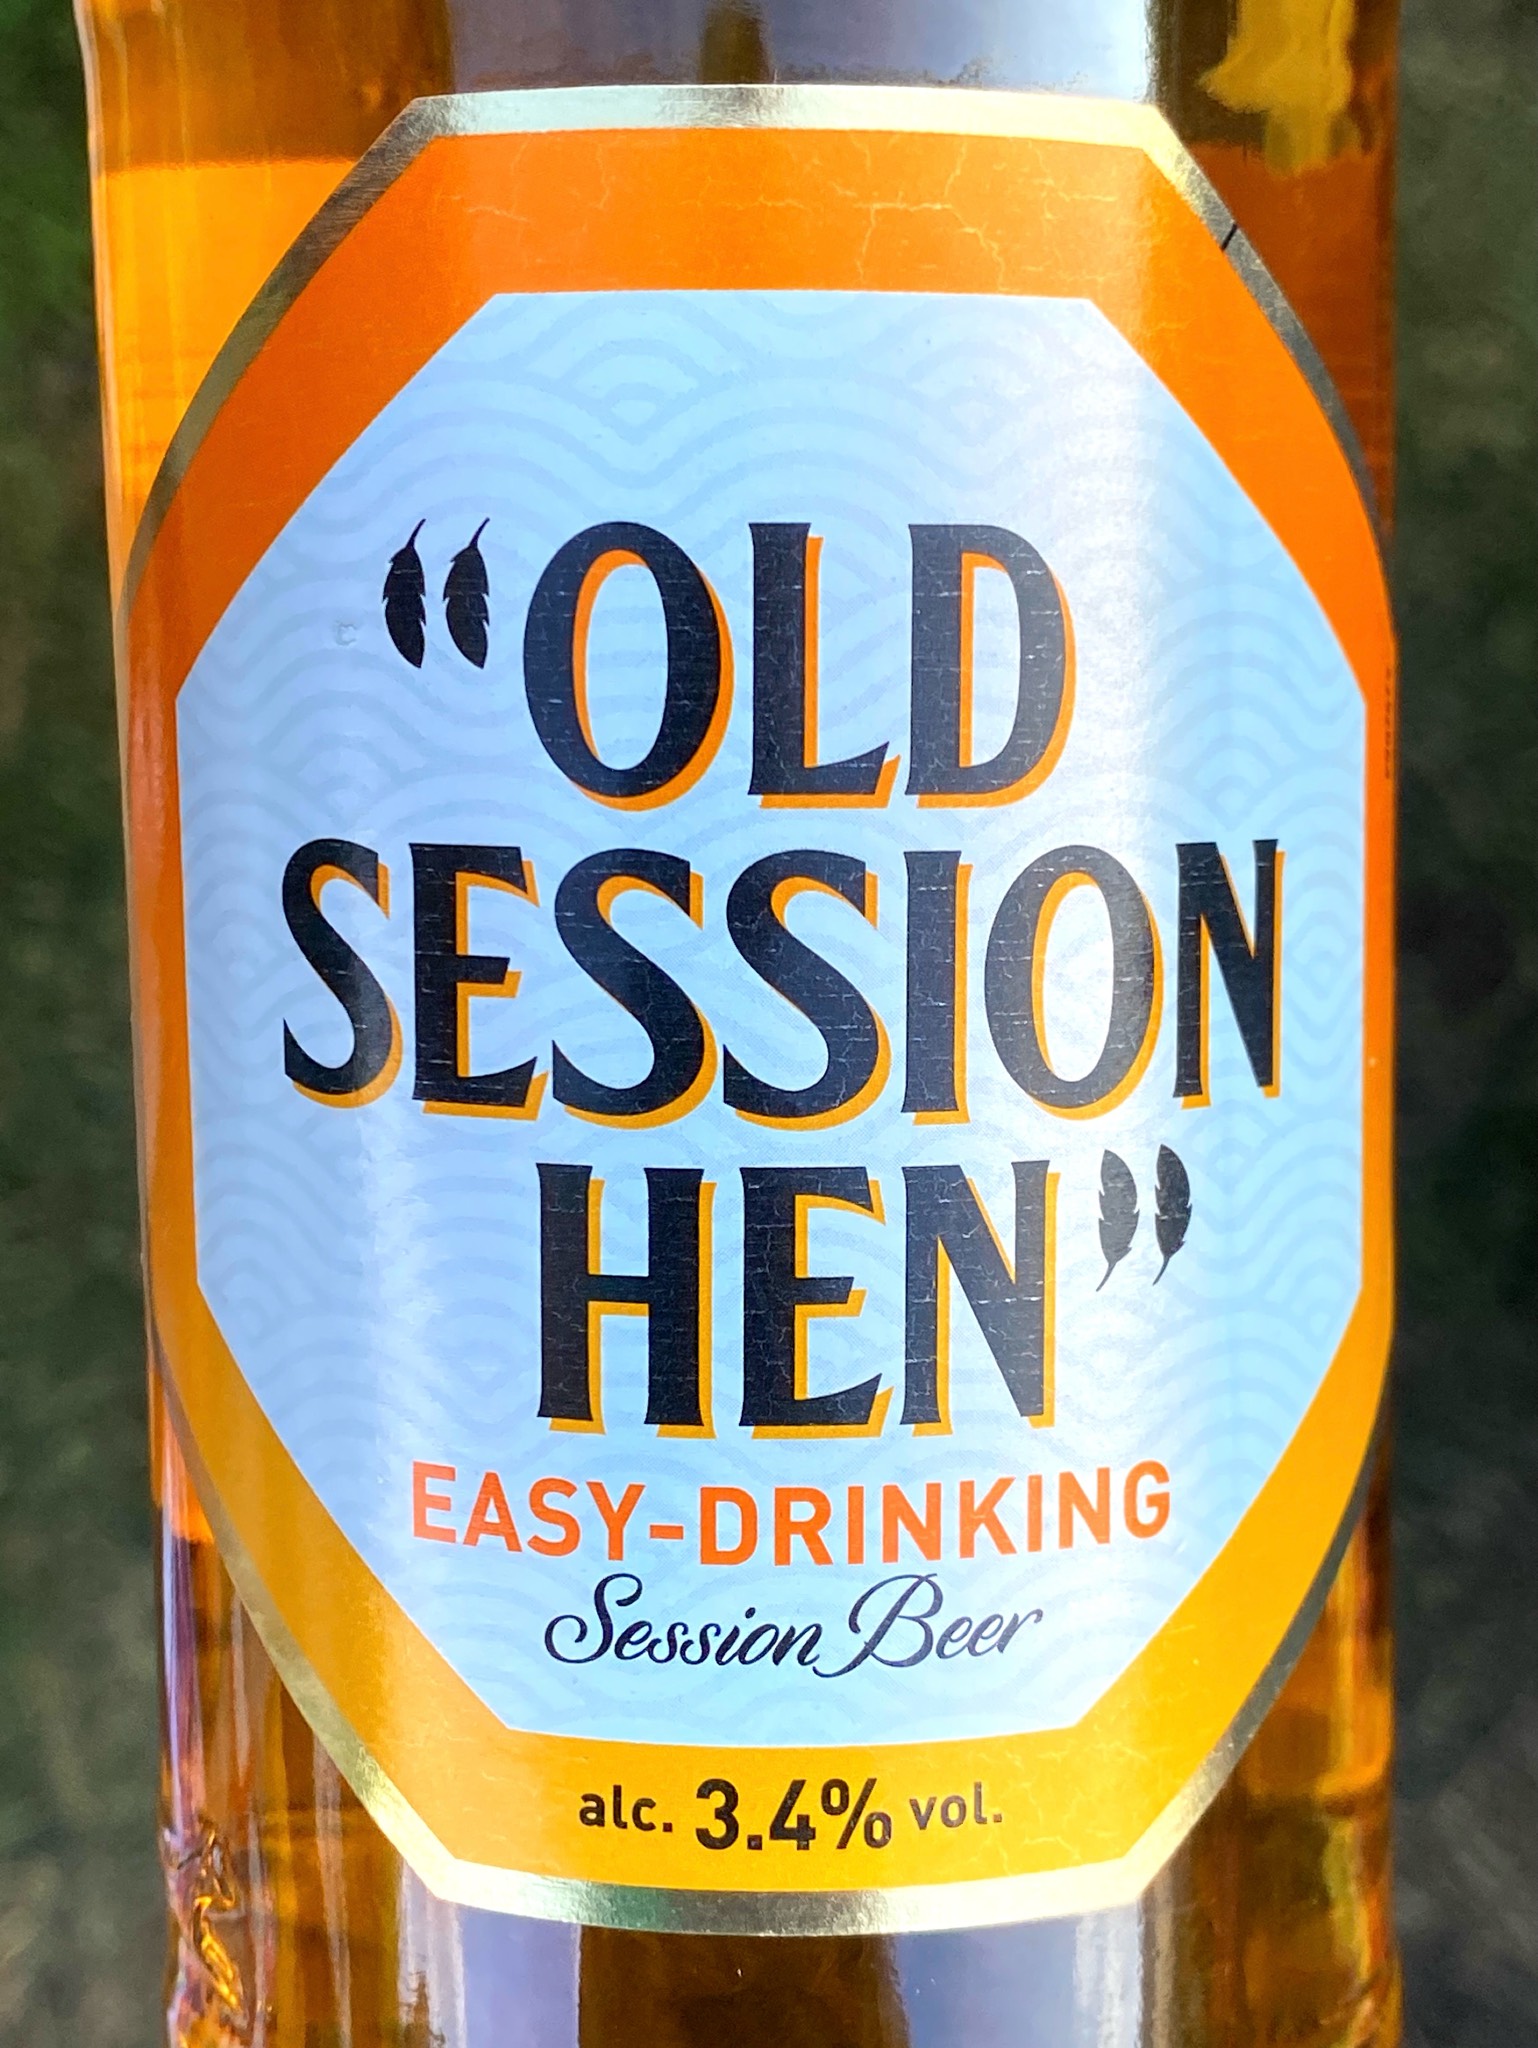 "OLD
SESSION
HEN"
EASY-DRINKING
Session Beer
alc. 3.4% vol.